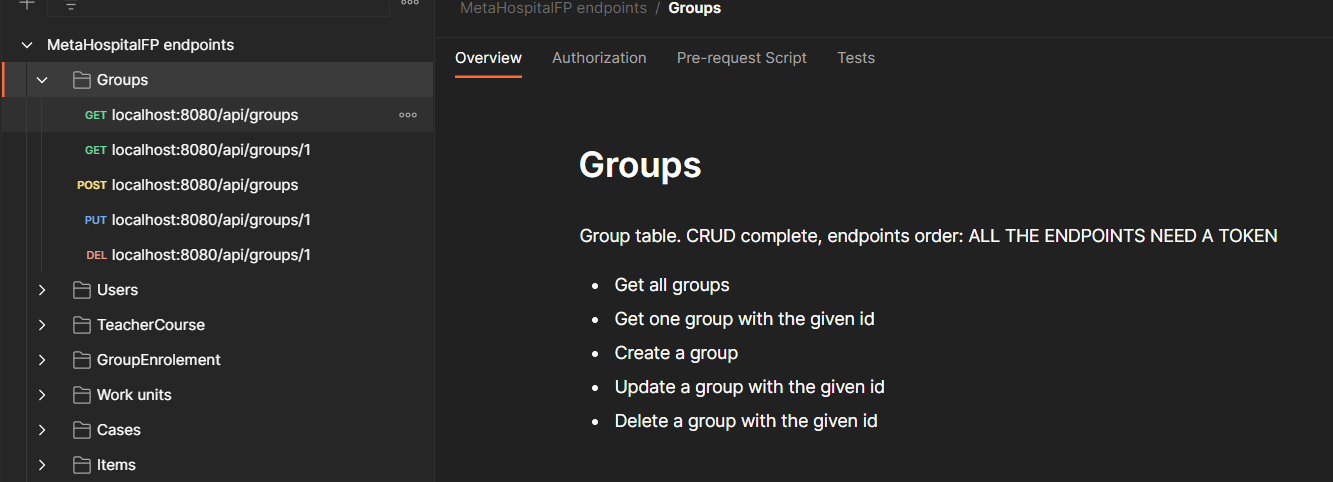 MetaHospitalFP endpoints / Groups
MetaHospitalFP endpoints
Groups
GET localhost:8080/api/groups
GET localhost:8080/api/groups/1
POST localhost:8080/api/groups
PUT localhost:8080/api/groups/1
DEL localhost:8080/api/groups/1
Users
TeacherCourse
GroupEnrolement
Work units
Cases
Items
Overview Authorization Pre-request Script Tests
Groups
Group table. CRUD complete, endpoints order: ALL THE ENDPOINTS NEED A TOKEN
• Get all groups
• Get one group with the given id
• Create a group
• Update a group with the given id
• Delete a group with the given id